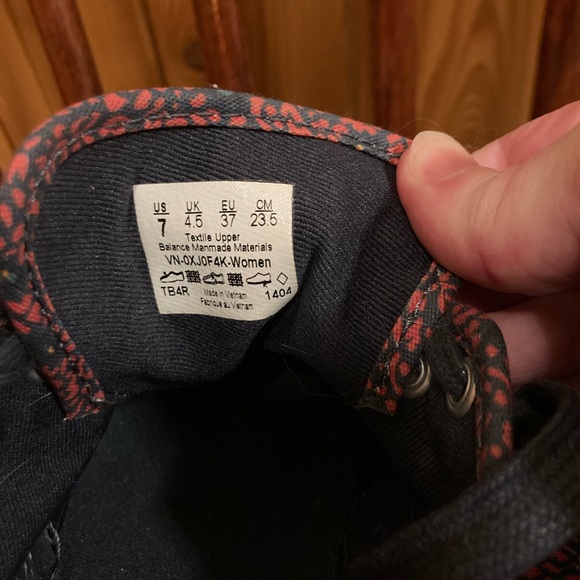 US UK EU CM
7 4.5 37 23.5
Textile Upper
Balance Manmade Materials
VN-0XJ0F4K-Women
TB4R Made in Vietnam 1404
Fabriqué au Vietnam